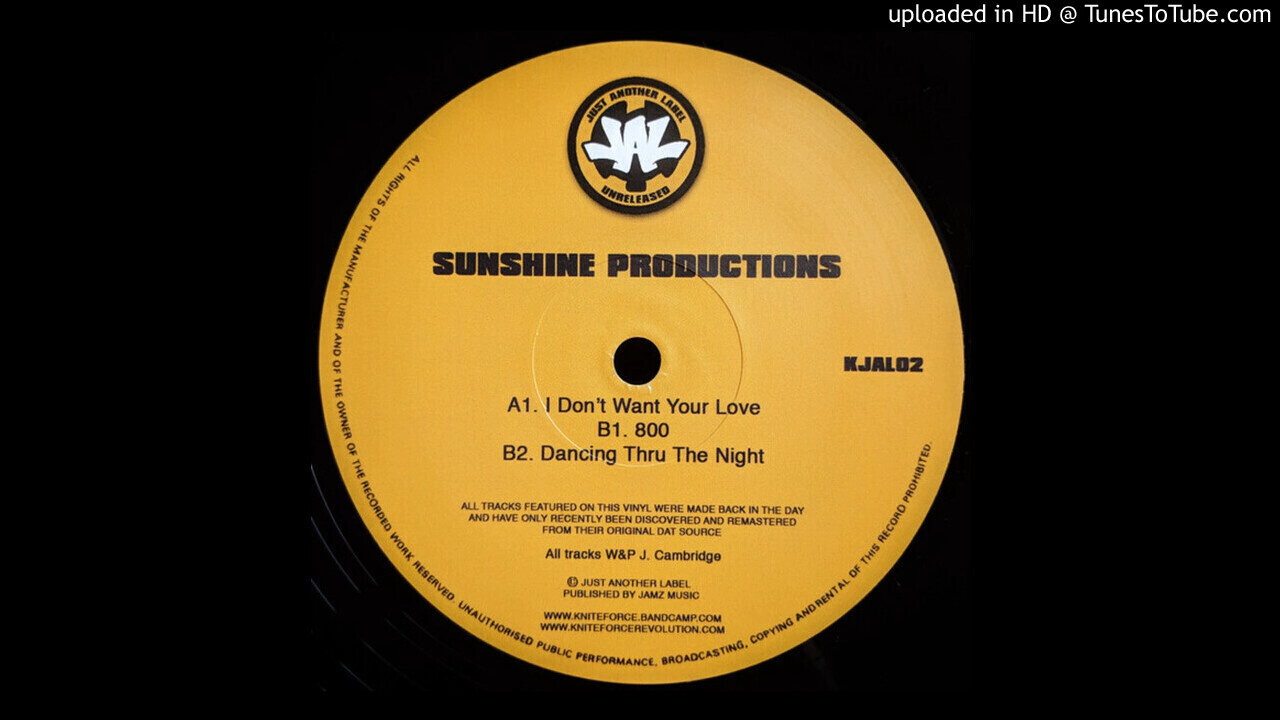 uploaded in HD @ TunesToTube.com
JUST ANOTHER LABEL
JAL
UNRELEASED
SUNSHINE PRODUCTIONS
KJAL02
A1. I Don't Want Your Love
B1. 800
B2. Dancing Thru The Night
ALL TRACKS FEATURED ON THIS VINYL WERE MADE BACK IN THE DAY
AND HAVE ONLY RECENTLY BEEN DISCOVERED AND REMASTERED
FROM THEIR ORIGINAL DAT SOURCE
All tracks W&P J. Cambridge
© JUST ANOTHER LABEL
PUBLISHED BY JAMZ MUSIC
WWW.KNITEFORCE.BANDCAMP.COM
WWW.KNITEFORCEREVOLUTION.COM
ALL RIGHTS OF THE MANUFACTURER AND OF THE OWNER OF THE RECORDED WORK RESERVED. UNAUTHORISED PUBLIC PERFORMANCE, BROADCASTING, COPYING AND RENTAL OF THIS RECORD PROHIBITED.